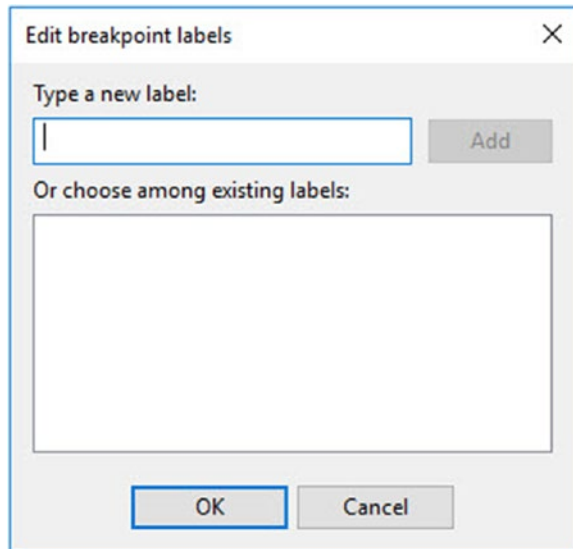 Edit breakpoint labels
Type a new label:
Add
Or choose among existing labels:
OK
Cancel